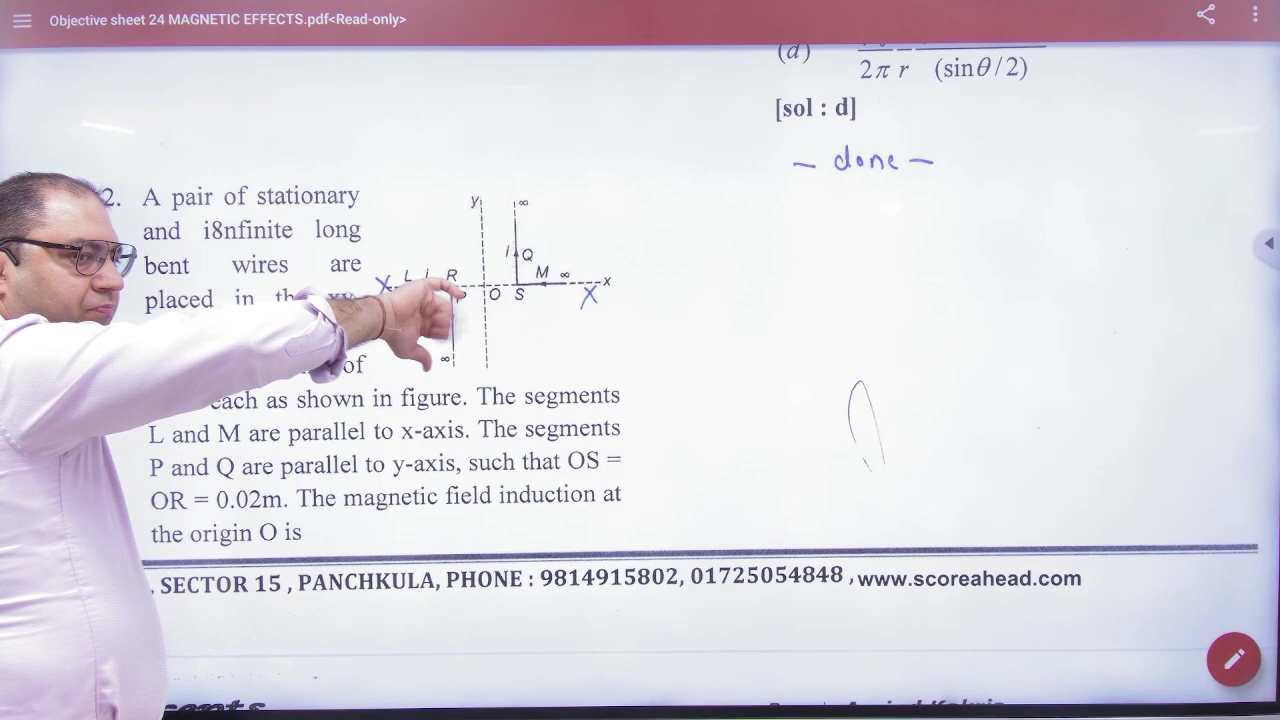 Objective sheet 24 MAGNETIC EFFECTS.pdf<Read-only>
(a)
2π r (sinθ/2)
[sol : d]
- done -
2. A pair of stationary
and i8nfinite long
bent wires are
placed in the xy
of
each as shown in figure. The segments
L and M are parallel to x-axis. The segments
P and Q are parallel to y-axis, such that OS =
OR = 0.02m. The magnetic field induction at
the origin O is
y ∞
i Q
L i R M ∞ x
X O S X
∞
, SECTOR 15 , PANCHKULA, PHONE : 9814915802, 01725054848 , www.scoreahead.com